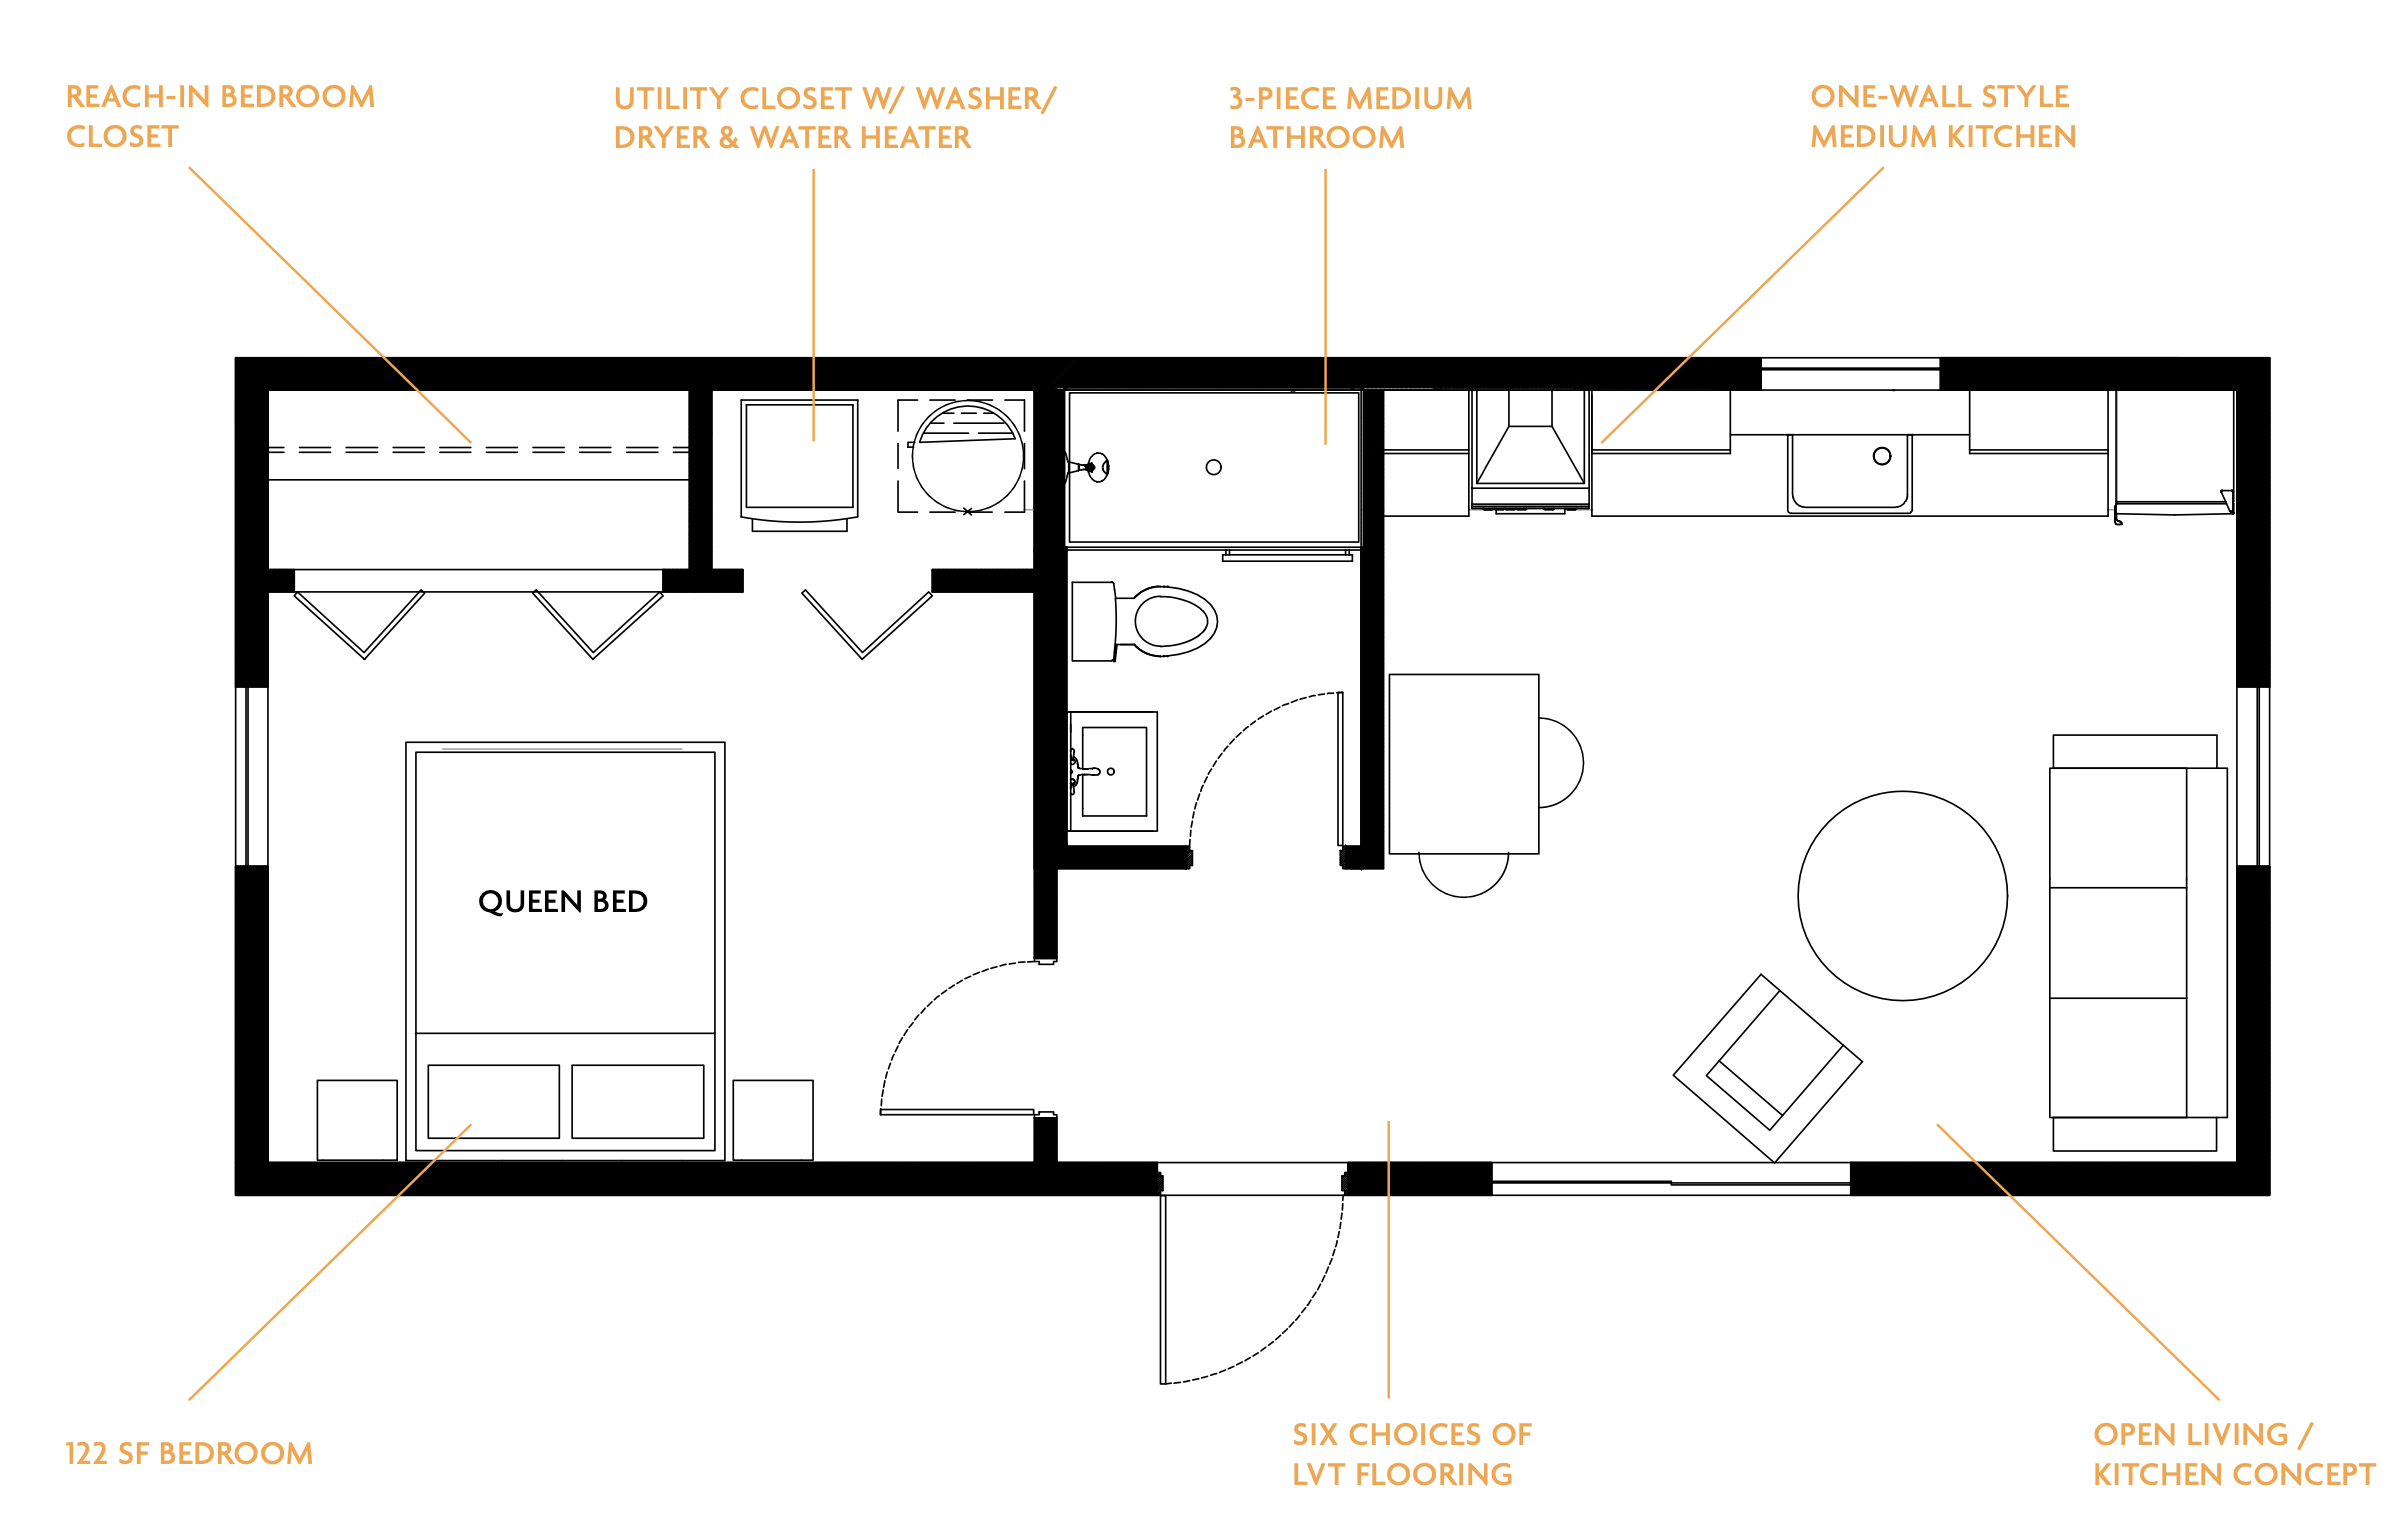 REACH-IN BEDROOM
CLOSET
UTILITY CLOSET W/ WASHER/
DRYER & WATER HEATER
3-PIECE MEDIUM
BATHROOM
ONE-WALL STYLE
MEDIUM KITCHEN
QUEEN BED
122 SF BEDROOM
SIX CHOICES OF
LVT FLOORING
OPEN LIVING /
KITCHEN CONCEPT